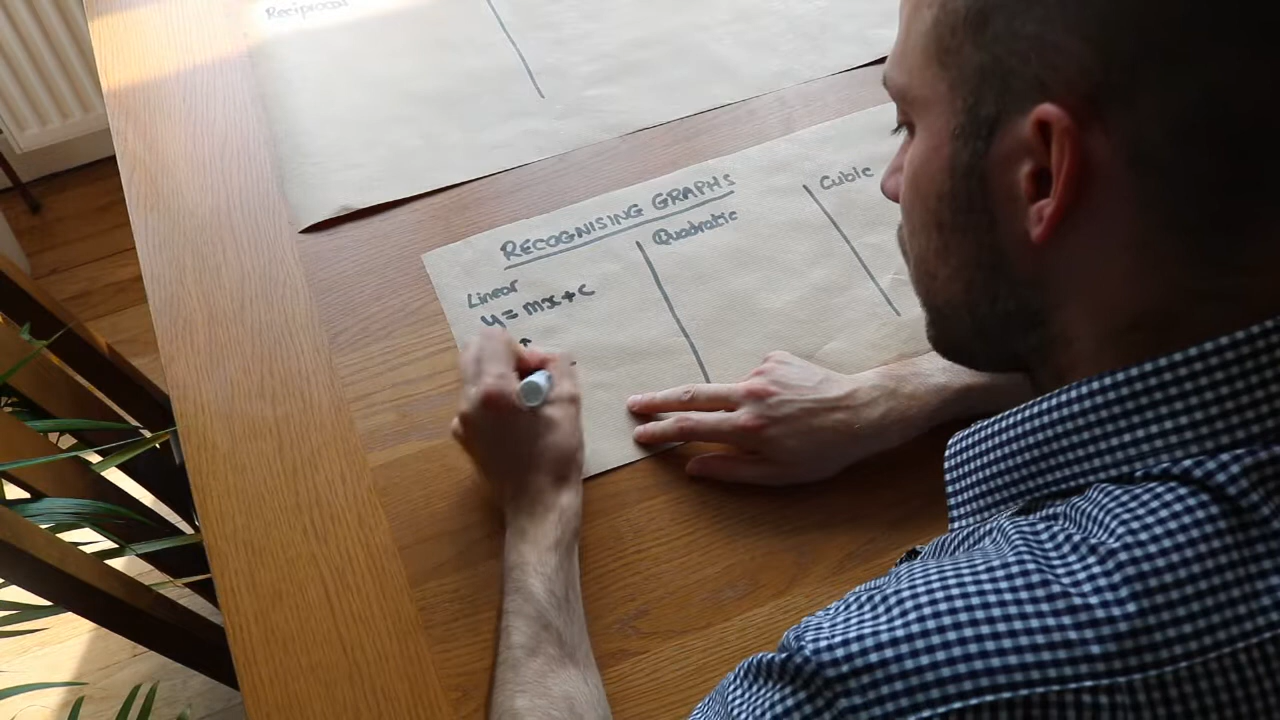 Reciprocal
RECOGNISING GRAPHS
Linear
Quadratic
Cubic
y = mx + c